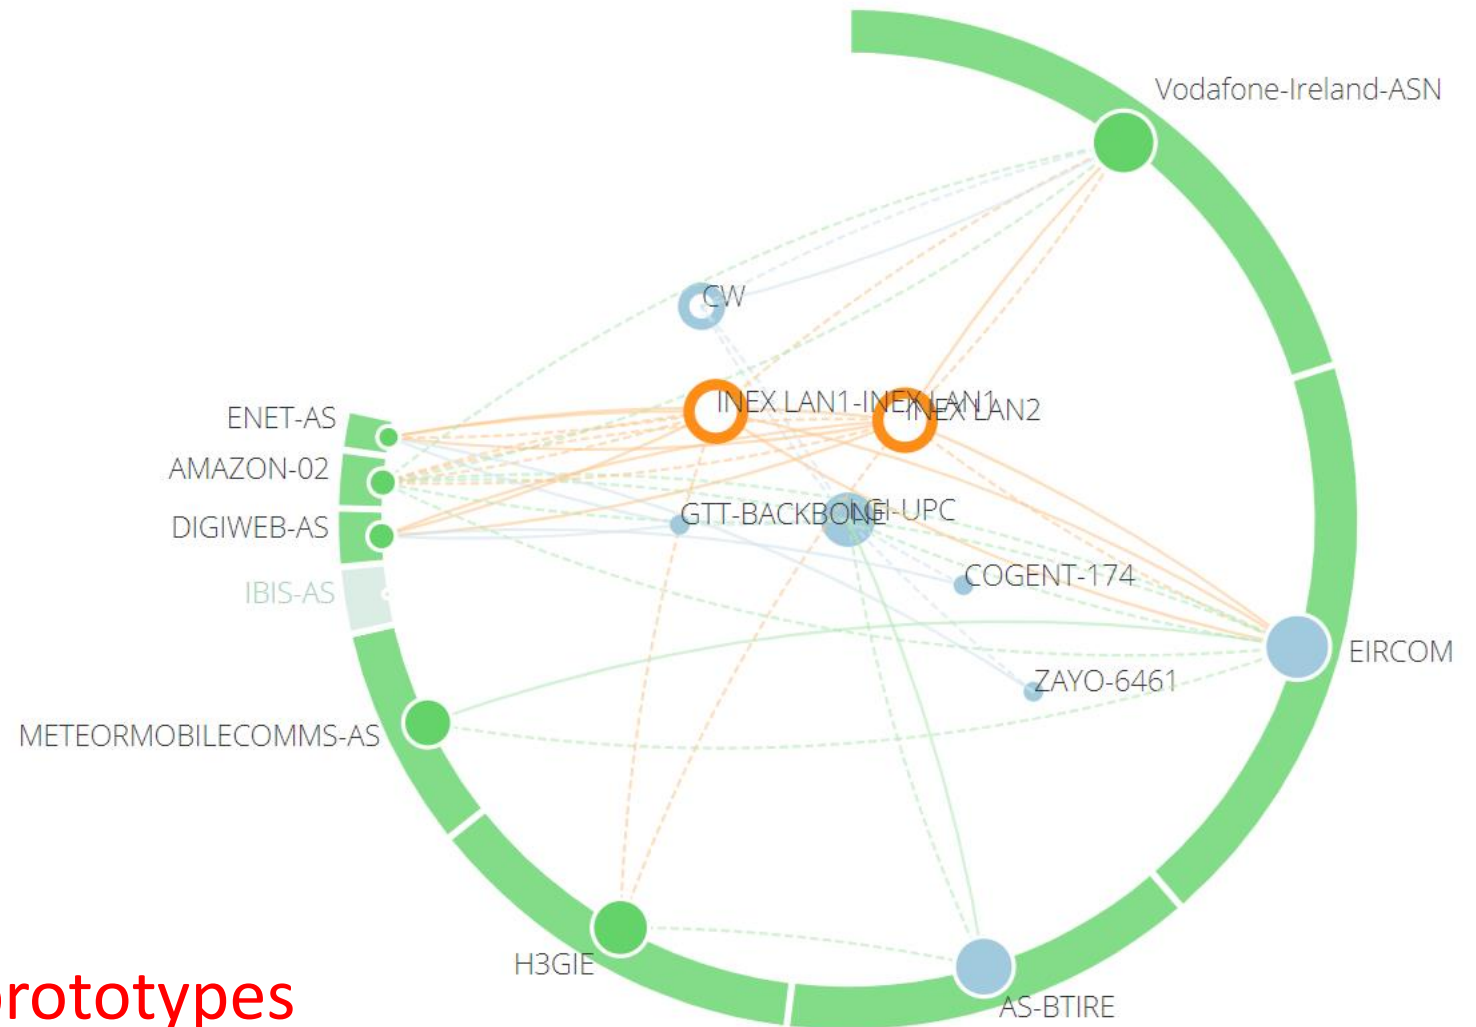 Vodafone-Ireland-ASN
CW
INEX LAN1-INEX LAN1
INEX LAN2
ENET-AS
AMAZON-02
DIGIWEB-AS
GTT-BACKBONE
LGI-UPC
COGENT-174
IBIS-AS
EIRCOM
ZAYO-6461
METEORMOBILECOMMS-AS
H3GIE
AS-BTIRE
prototypes